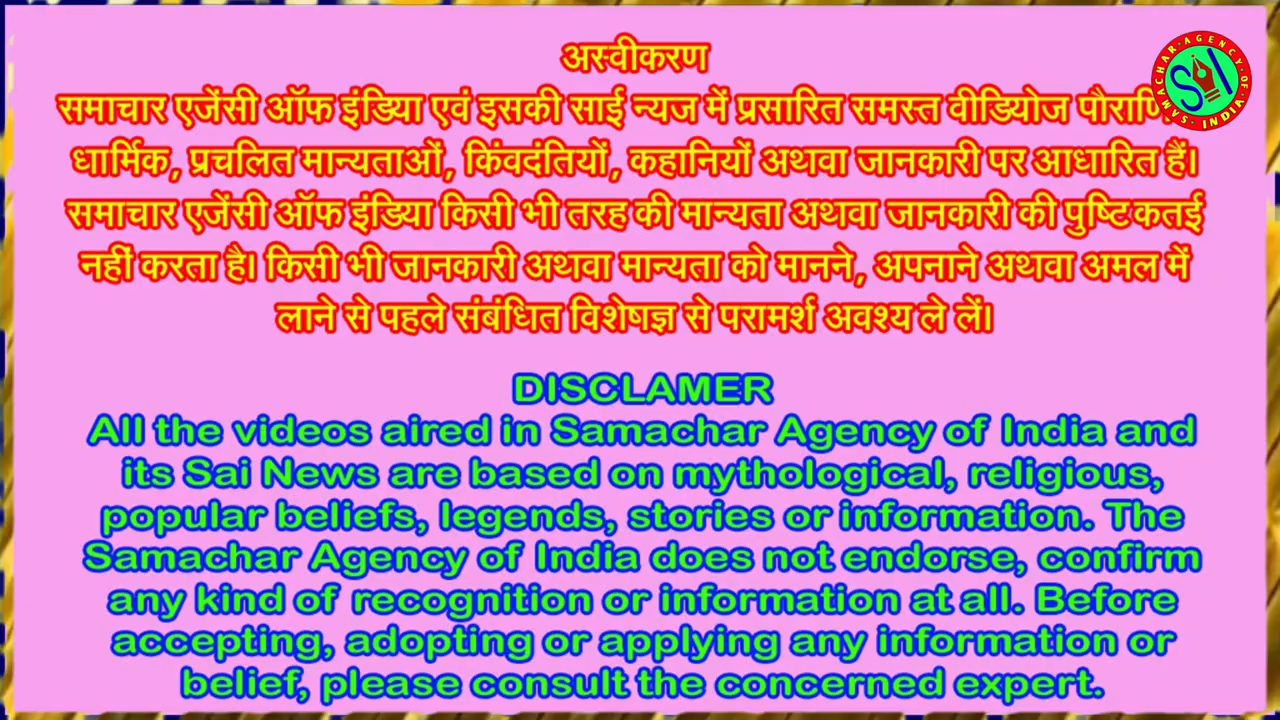 अस्वीकरण
समाचार एजेंसी ऑफ इंडिया एवं इसकी साई न्यज में प्रसारित समस्त वीडियोज
धार्मिक, प्रचलित मान्यताओं, किंवदंतियों, कहानियों अथवा जानकारी पर आधारित हैं।
समाचार एजेंसी ऑफ इंडिया किसी भी तरह की मान्यता अथवा जानकारी की पुष्टि कतई
नहीं करता है। किसी भी जानकारी अथवा मान्यता को मानने, अपनाने अथवा अमल में
लाने से पहले संबंधित विशेषज्ञ से परामर्श अवश्य ले लें।
DISCLAMER
All the videos aired in Samachar Agency of India and
its Sai News are based on mythological, religious,
popular beliefs, legends, stories or information. The
Samachar Agency of India does not endorse, confirm
any kind of recognition or information at all. Before
accepting, adopting or applying any information or
belief, please consult the concerned expert.
SAMACHAR AGENCY OF INDIA
SAI